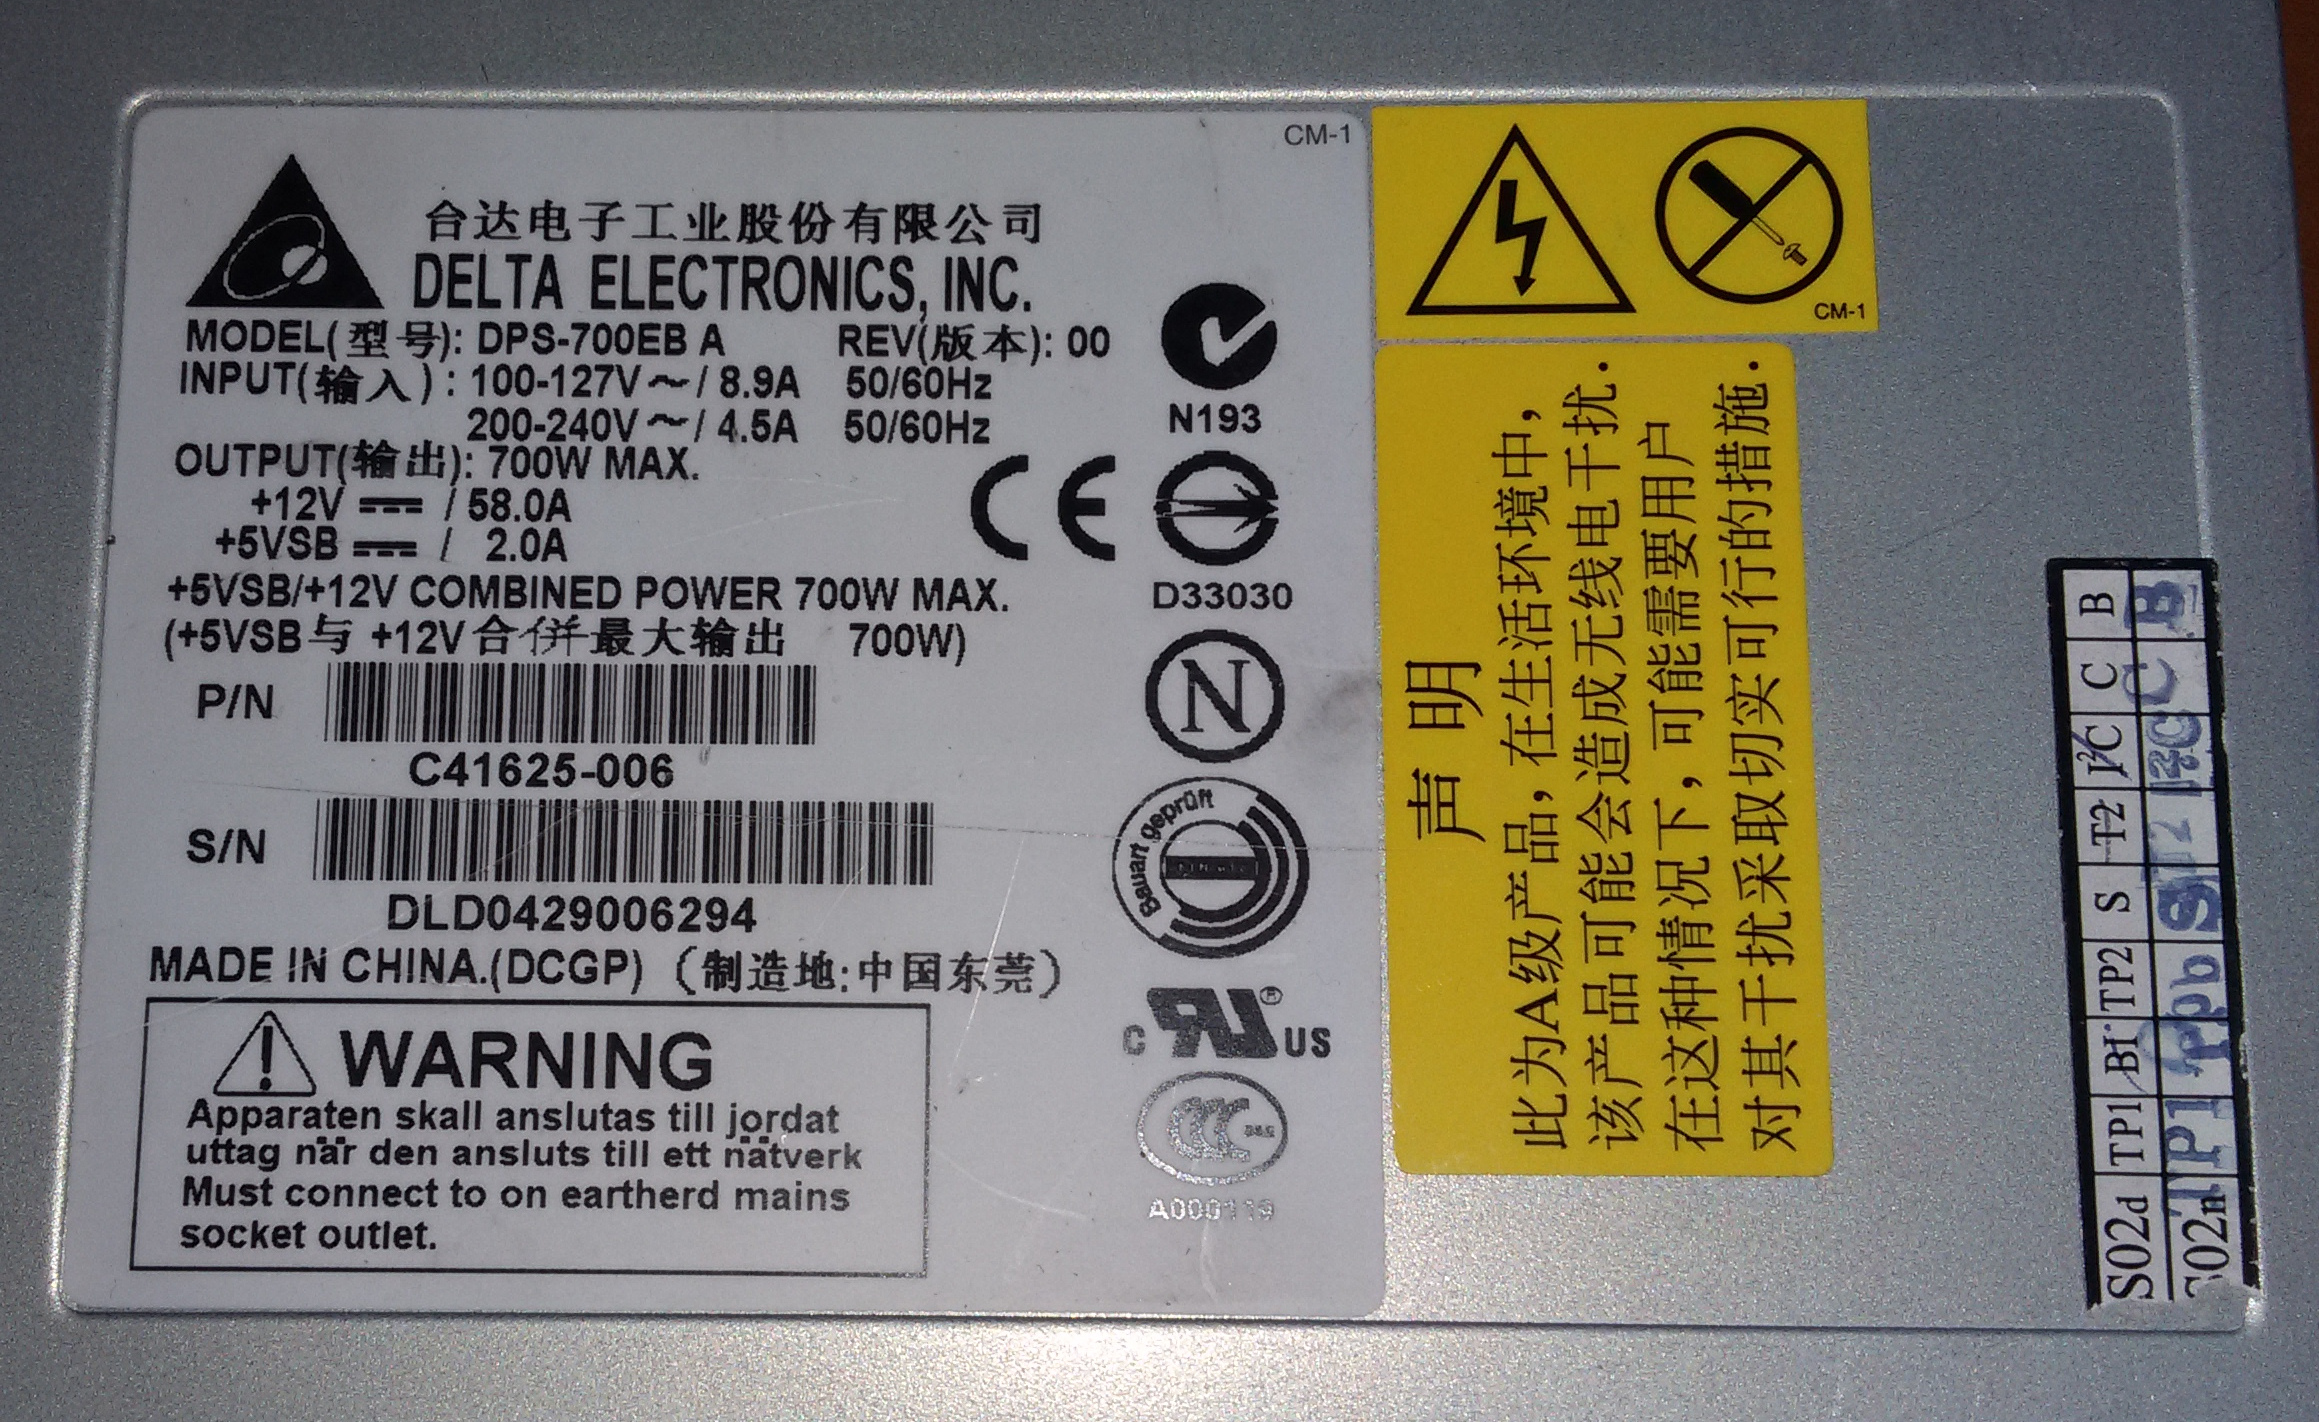 CM-1
台达电子工业股份有限公司
DELTA ELECTRONICS, INC.
MODEL(型号): DPS-700EB A REV(版本): 00
INPUT(输入): 100-127V～/ 8.9A 50/60Hz
200-240V～/ 4.5A 50/60Hz
OUTPUT(输出): 700W MAX.
+12V ⎓ / 58.0A
+5VSB ⎓ / 2.0A
+5VSB/+12V COMBINED POWER 700W MAX.
(+5VSB与 +12V合併最大输出 700W)
P/N
C41625-006
S/N
DLD0429006294
MADE IN CHINA.(DCGP)（制造地:中国东莞）
WARNING
Apparaten skall anslutas till jordat
uttag när den ansluts till ett nätverk
Must connect to on eartherd mains
socket outlet.
N193
CE
D33030
N
Bauart geprüft
C US
CCC S&E
CM-1
声明
此为A级产品,在生活环境中,
该产品可能会造成无线电干扰.
在这种情况下,可能需要用户
对其干扰采取切实可行的措施.
S02d TP1 BI TP2 S T2 C B
TP1 S 2 C B